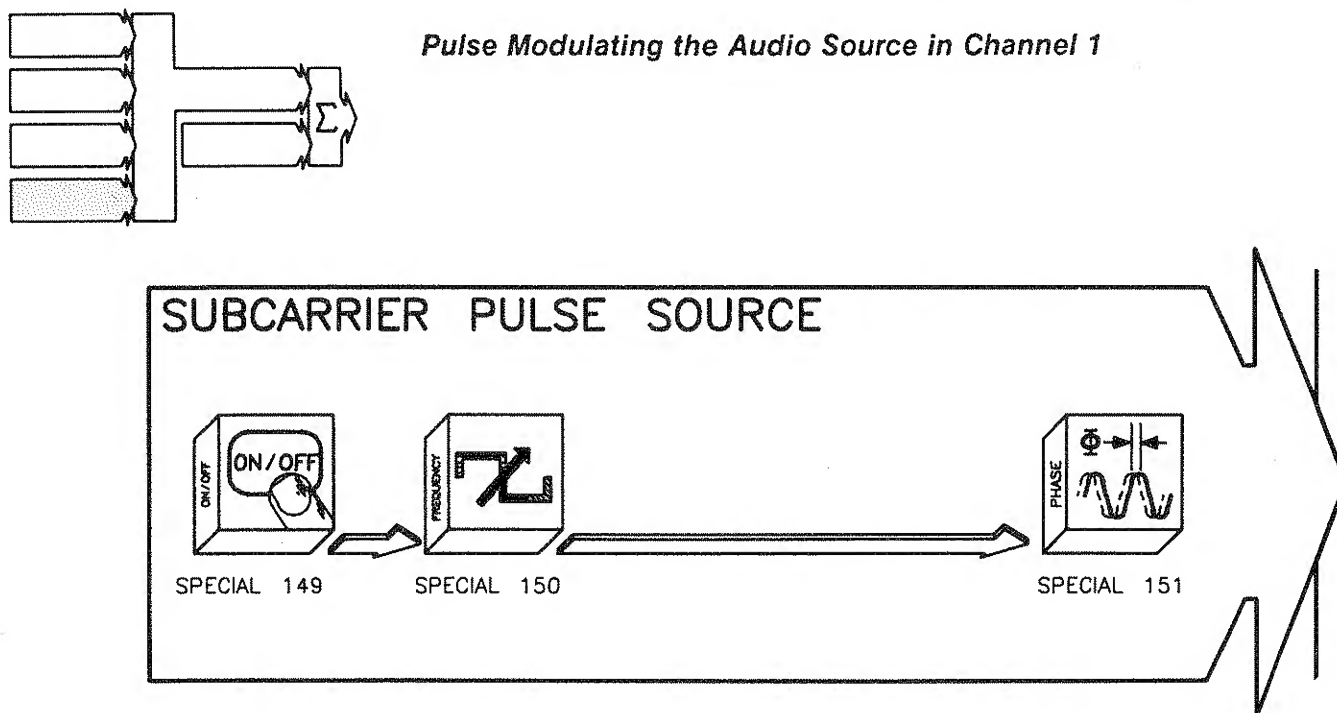 Pulse Modulating the Audio Source in Channel 1
Σ
SUBCARRIER PULSE SOURCE
ON/OFF
ON/OFF
FREQUENCY
PHASE
Φ
SPECIAL 149
SPECIAL 150
SPECIAL 151